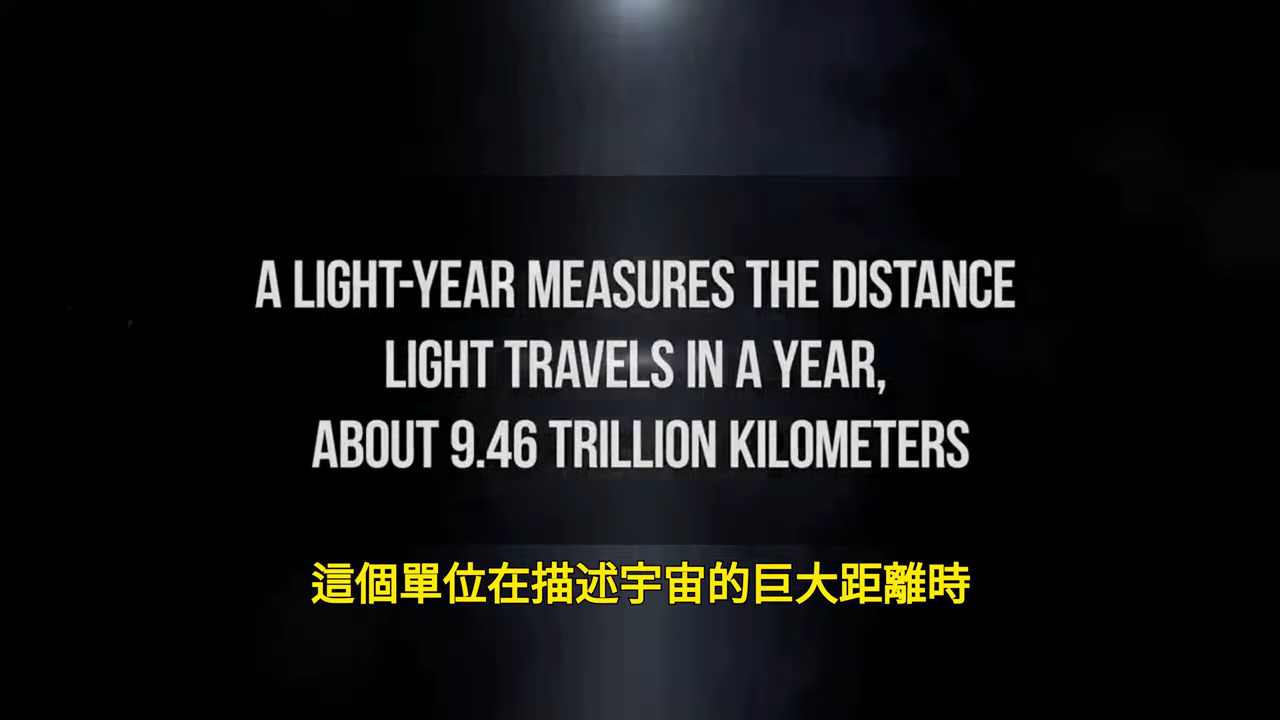 A LIGHT-YEAR MEASURES THE DISTANCE
LIGHT TRAVELS IN A YEAR,
ABOUT 9.46 TRILLION KILOMETERS
這個單位在描述宇宙的巨大距離時